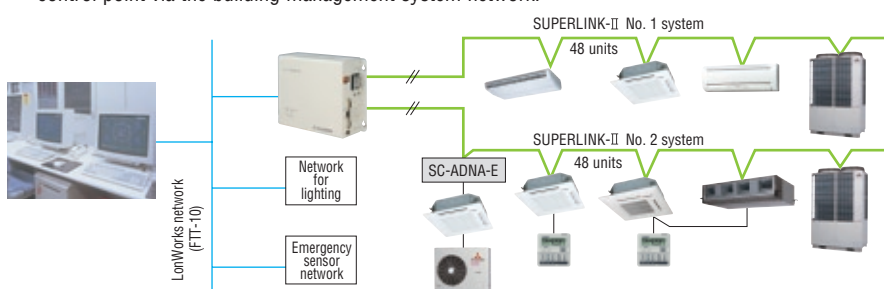 control point via the building management system network.
SUPERLINK-Ⅱ No. 1 system
48 units
SUPERLINK-Ⅱ No. 2 system
48 units
SC-ADNA-E
Network
for
lighting
Emergency
sensor
network
LonWorks network
(FTT-10)